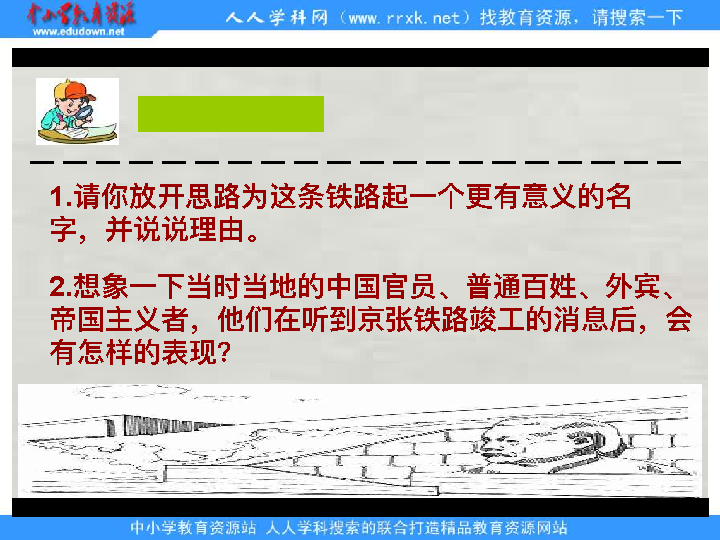 中小学教育资源
www.edudown.net
人人学科网（www.rrxk.net）找教育资源，请搜索一下
1.请你放开思路为这条铁路起一个更有意义的名
字，并说说理由。
2.想象一下当时当地的中国官员、普通百姓、外宾、
帝国主义者，他们在听到京张铁路竣工的消息后，会
有怎样的表现？
中小学教育资源站 人人学科搜索的联合打造精品教育资源网站